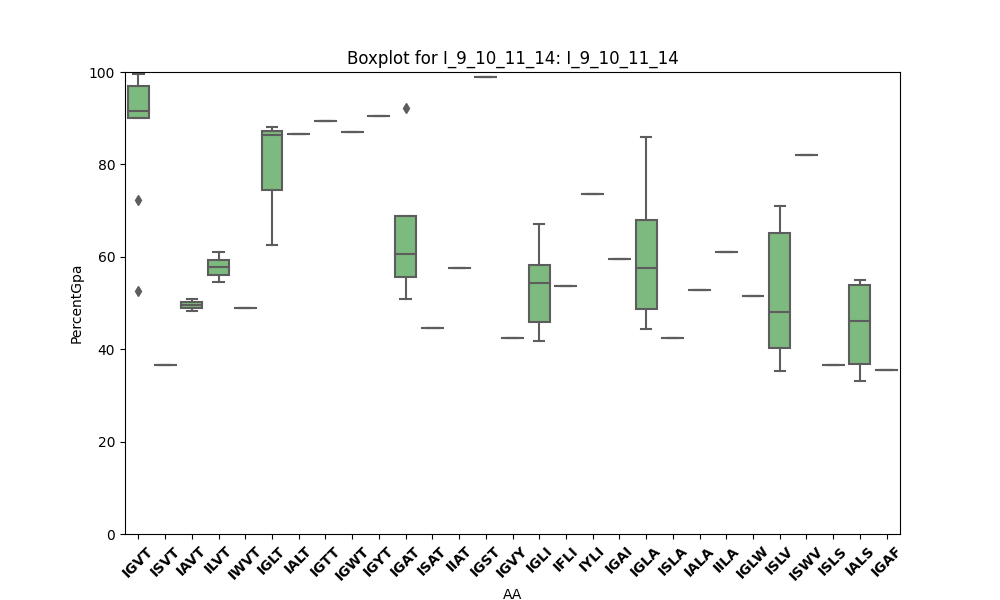 Boxplot for I_9_10_11_14: I_9_10_11_14
100
80
60
40
20
0
PercentGpa
IGVT ISVT IAVT ILVT IWVT IGLT IALT IGTT IGWT IGYT IGAT ISAT IIAT IGST IGVY IGLI IFLI IYLI IGAI IGLA ISLA IALA IILA IGLW ISLV ISWV ISLS IALS IGAF
AA